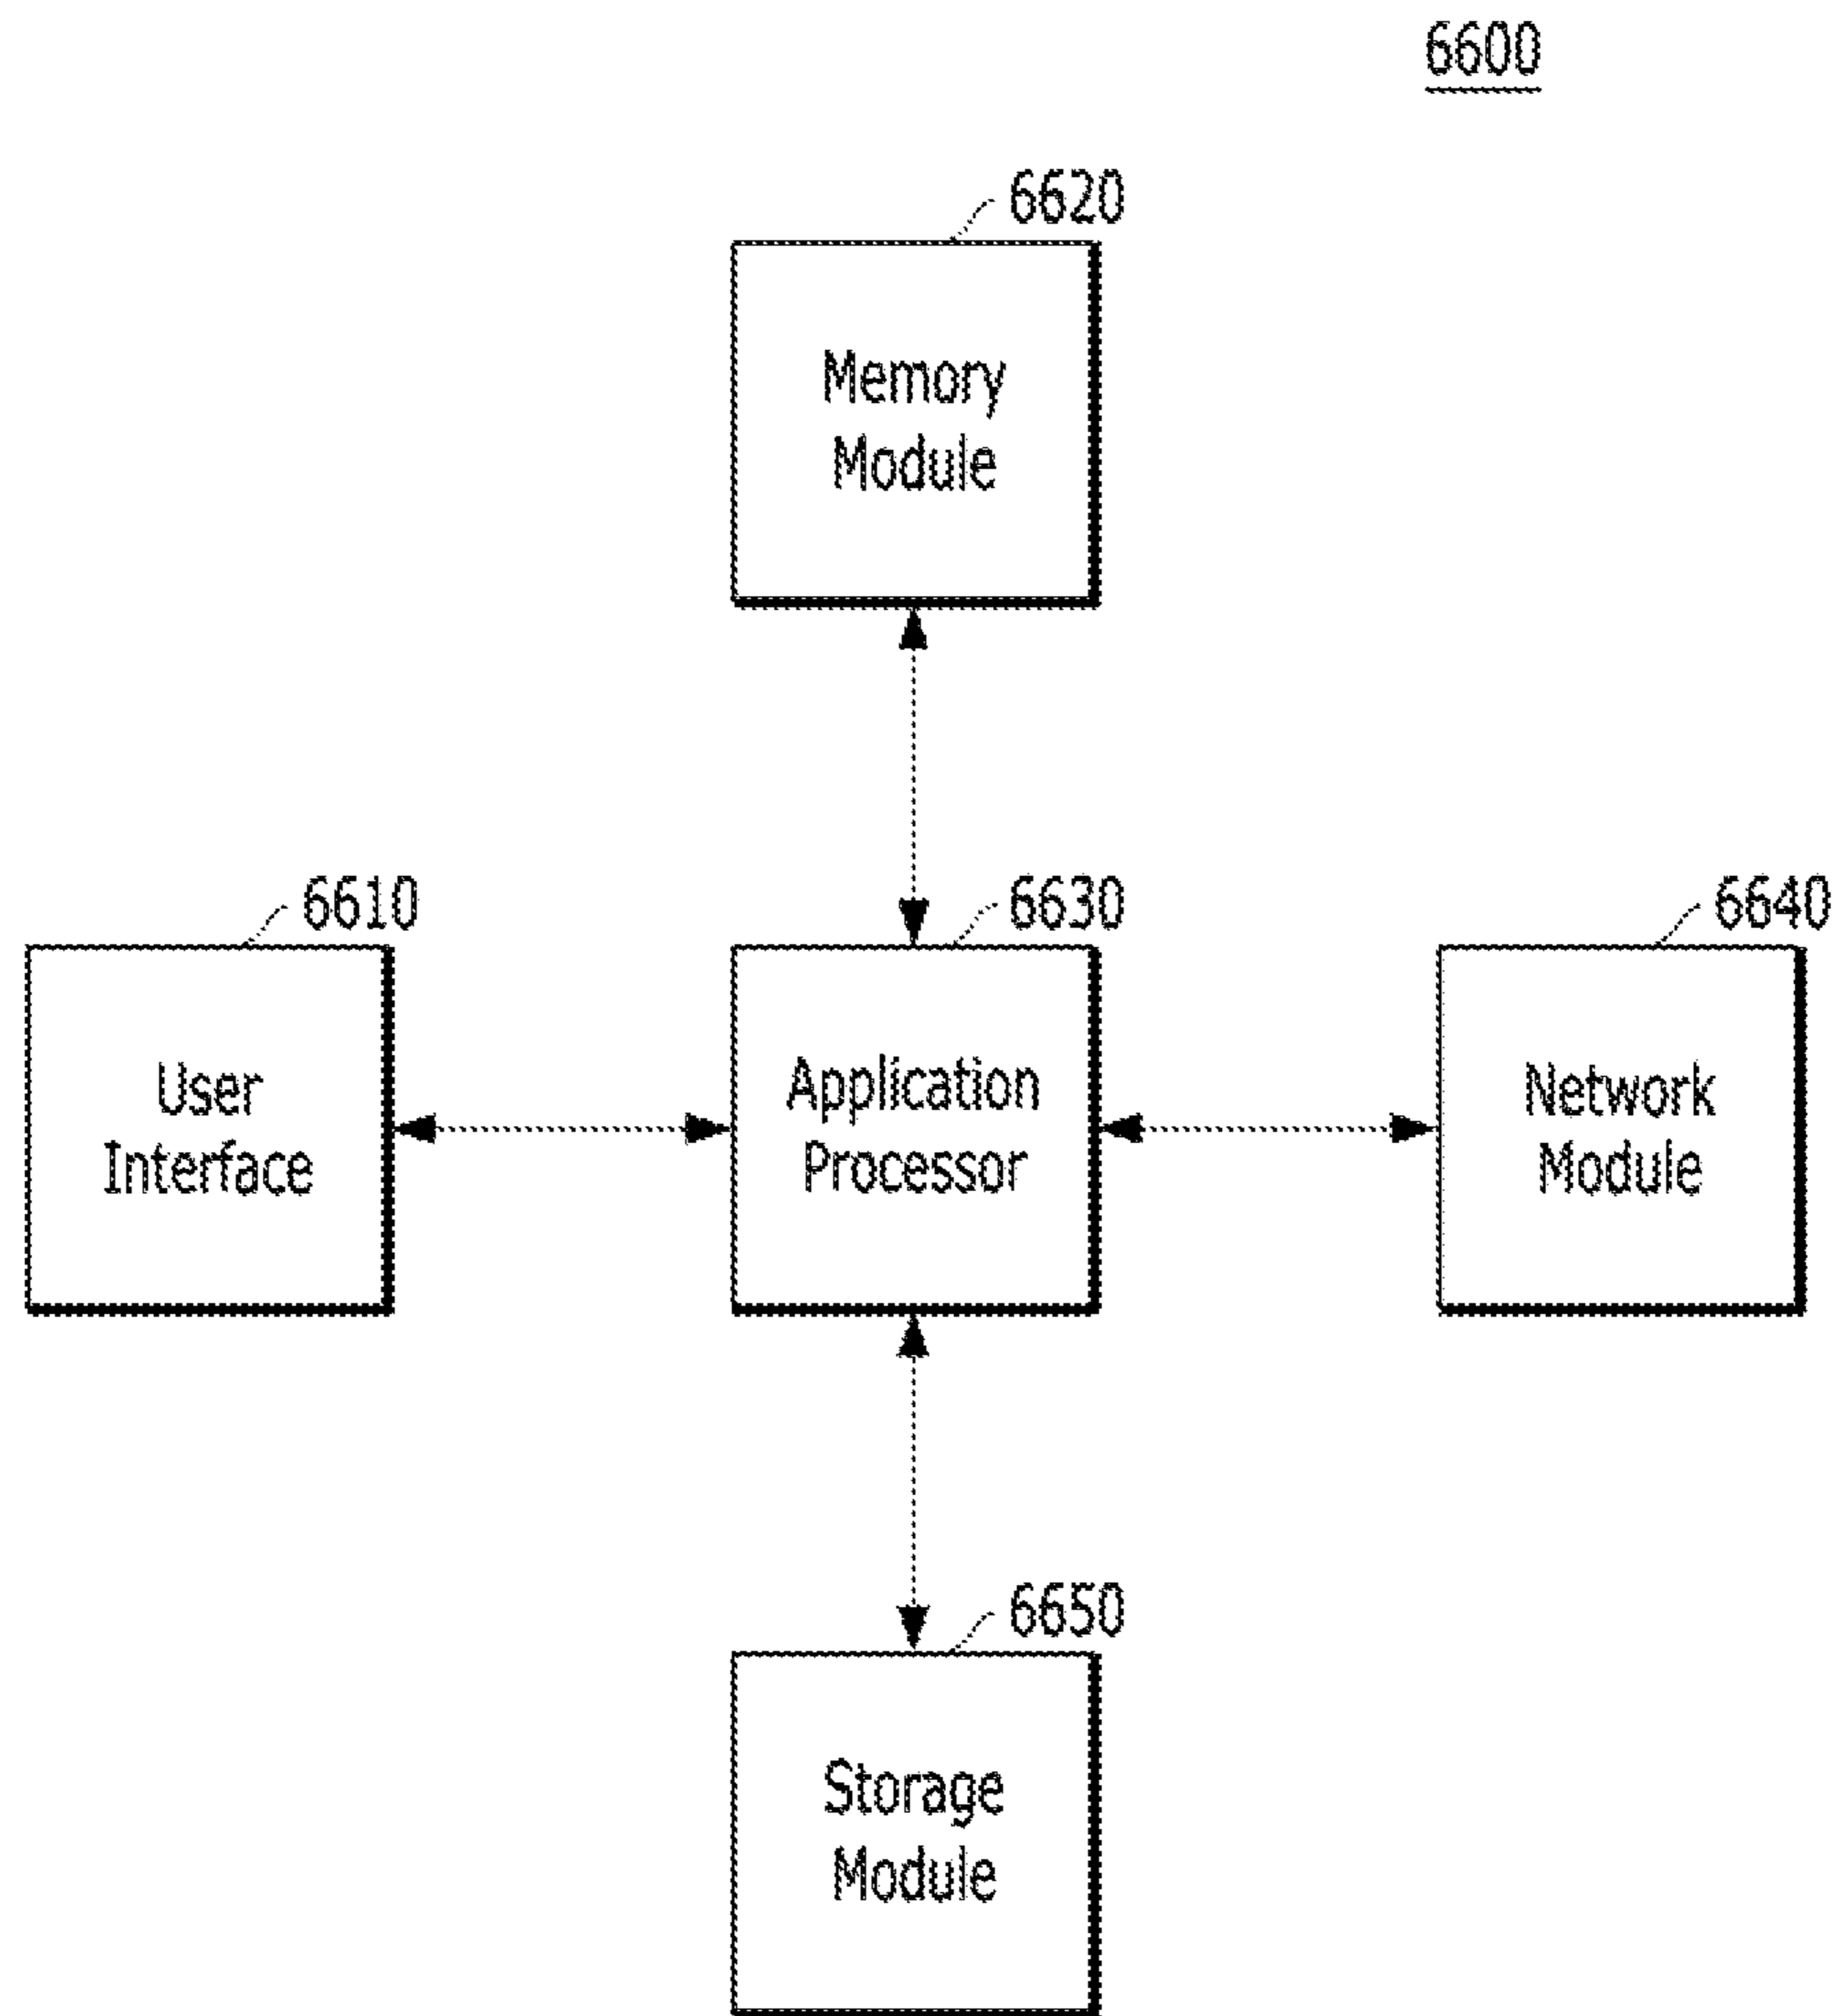 6600
6620
Memory
Module
6610
6630
6640
User
Interface
Application
Processor
Network
Module
6650
Storage
Module